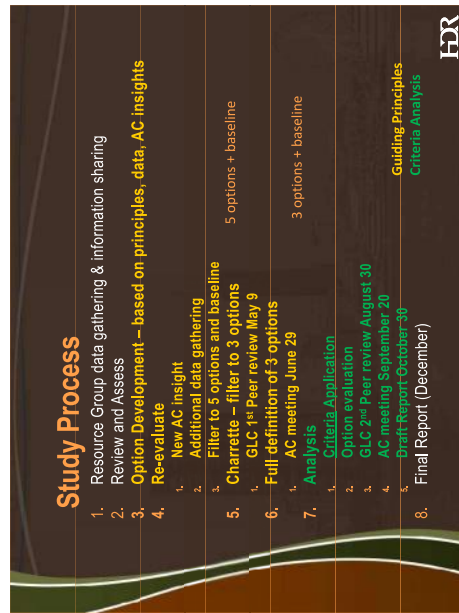 Study Process
1. Resource Group data gathering & information sharing
2. Review and Assess
3. Option Development – based on principles, data, AC insights
4. Re-evaluate
1. New AC insight
2. Additional data gathering
3. Filter to 5 options and baseline
5. Charrette – filter to 3 options
5 options + baseline
1. GLC 1st Peer review May 9
6. Full definition of 3 options
1. AC meeting June 29
3 options + baseline
7. Analysis
1. Criteria Application
2. Option evaluation
3. GLC 2nd Peer review August 30
4. AC meeting September 20
5. Draft Report October 30
8. Final Report (December)
Guiding Principles
Criteria Analysis
HDR